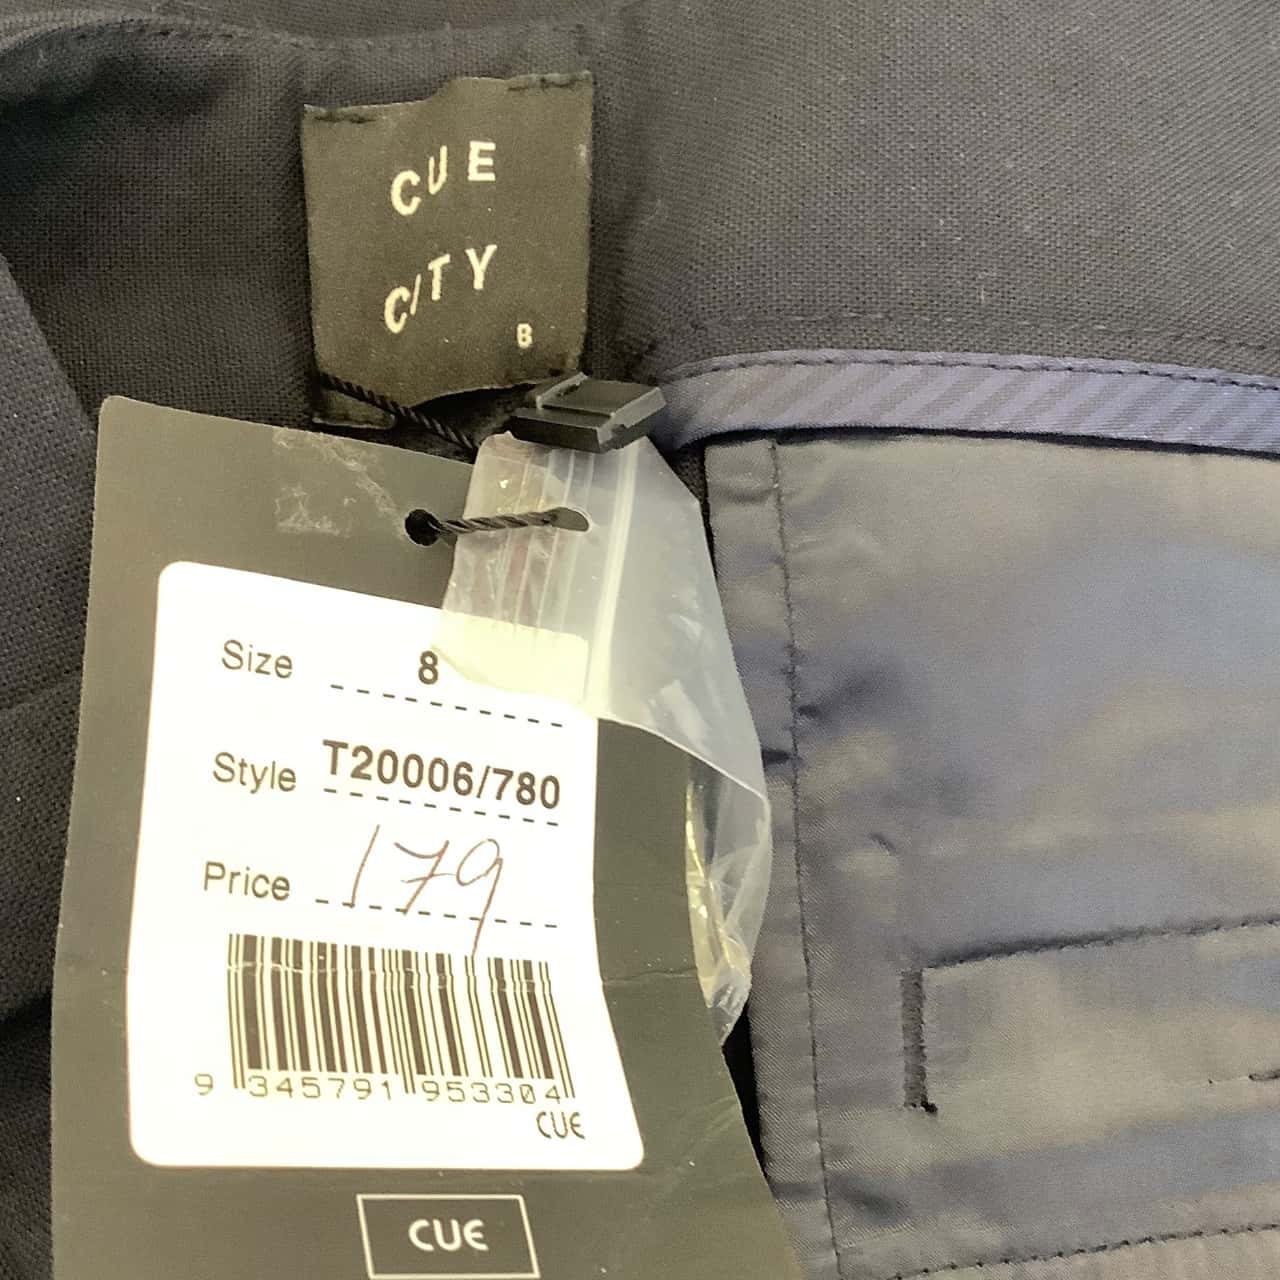 CUE
CITY
8
Size 8
Style T20006/780
Price 179
9 345791 953304
CUE
CUE